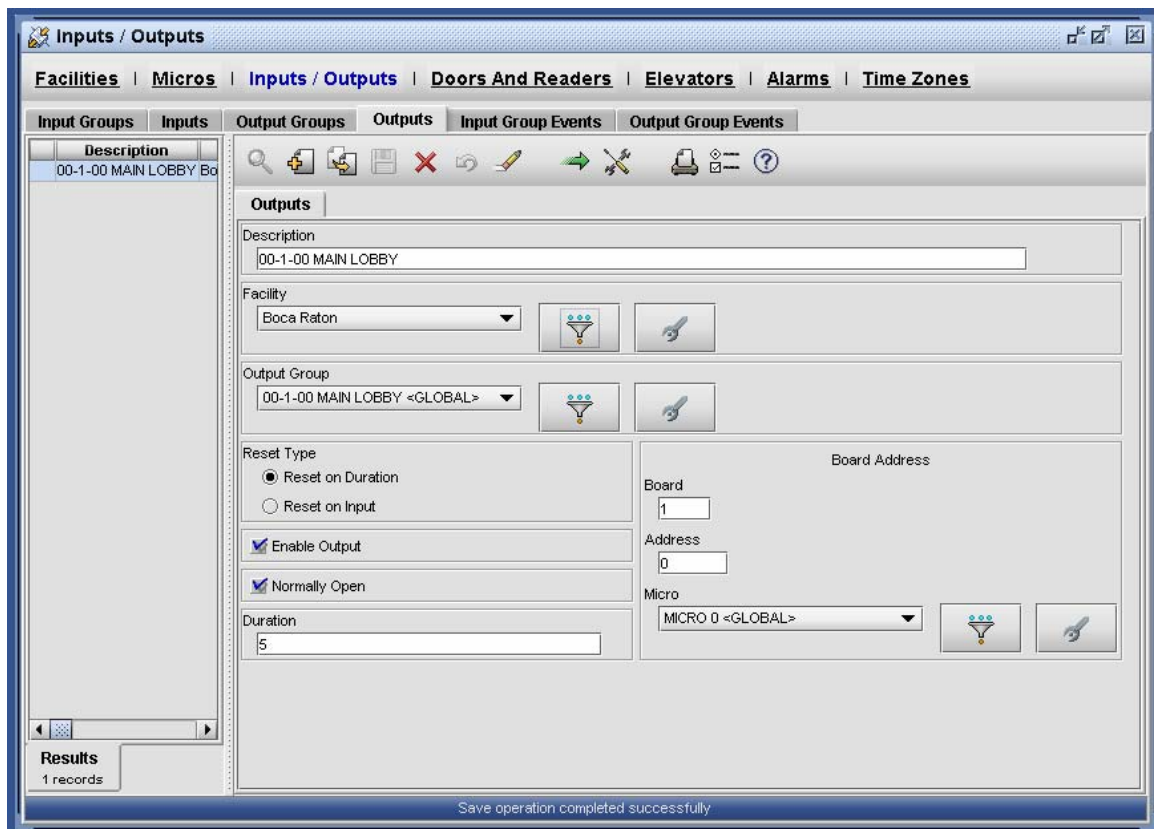 Inputs / Outputs
Facilities | Micros | Inputs / Outputs | Doors And Readers | Elevators | Alarms | Time Zones
Input Groups Inputs Output Groups Outputs Input Group Events Output Group Events
Description
00-1-00 MAIN LOBBY Bo
Outputs
Description
00-1-00 MAIN LOBBY
Facility
Boca Raton
Output Group
00-1-00 MAIN LOBBY <GLOBAL>
Reset Type
Reset on Duration
Reset on Input
Enable Output
Normally Open
Duration
5
Board Address
Board
1
Address
0
Micro
MICRO 0 <GLOBAL>
Results
1 records
Save operation completed successfully